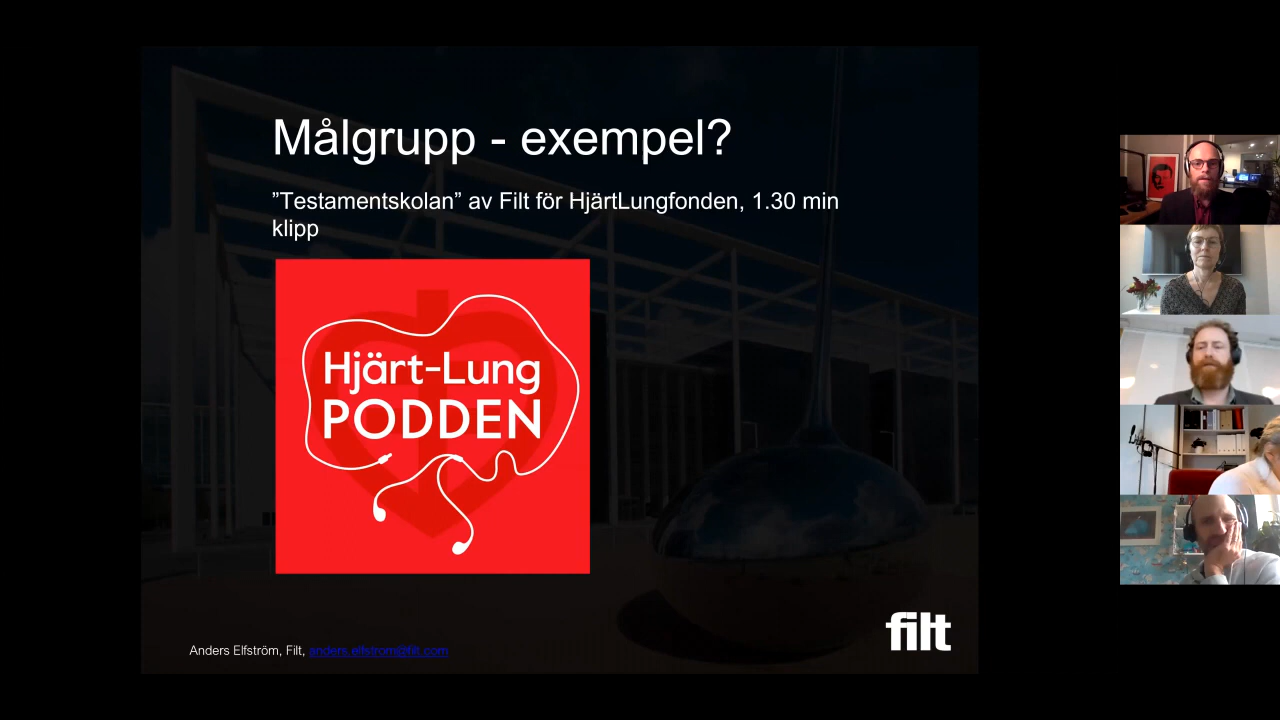 Målgrupp - exempel?
”Testamentskolan” av Filt för HjärtLungfonden, 1.30 min
klipp
Hjärt-Lung
PODDEN
filt
Anders Elfström, Filt, anders.elfstrom@filt.com